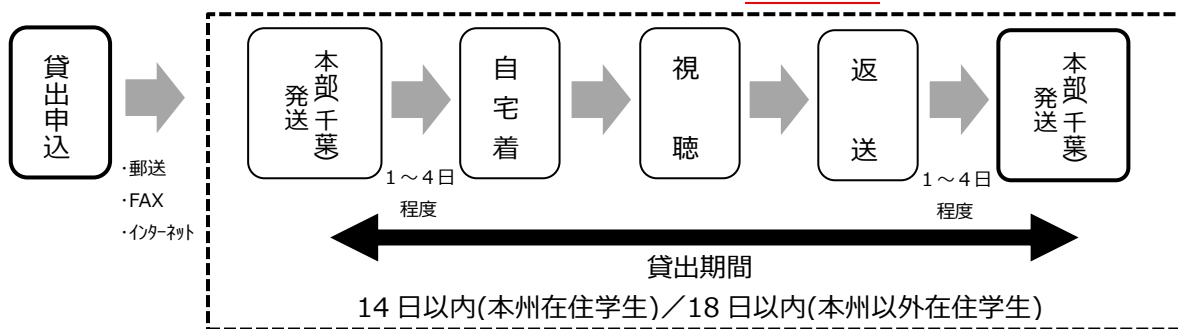 貸出申込
・郵送
・FAX
・インターネット
本部(千葉)
発送
1～4日
程度
自宅着
視聴
返送
1～4日
程度
本部(千葉)
発送
貸出期間
14日以内(本州在住学生)／18日以内(本州以外在住学生)